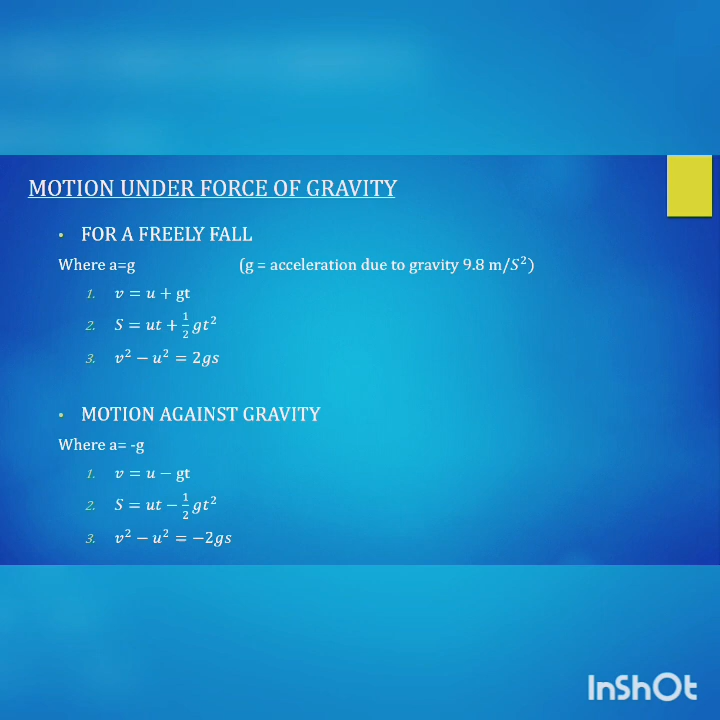 MOTION UNDER FORCE OF GRAVITY
• FOR A FREELY FALL
Where a=g (g = acceleration due to gravity 9.8 m/S²)
1. v = u + gt
2. S = ut + ½gt²
3. v² − u² = 2gs
• MOTION AGAINST GRAVITY
Where a= -g
1. v = u − gt
2. S = ut − ½gt²
3. v² − u² = −2gs
InShOt